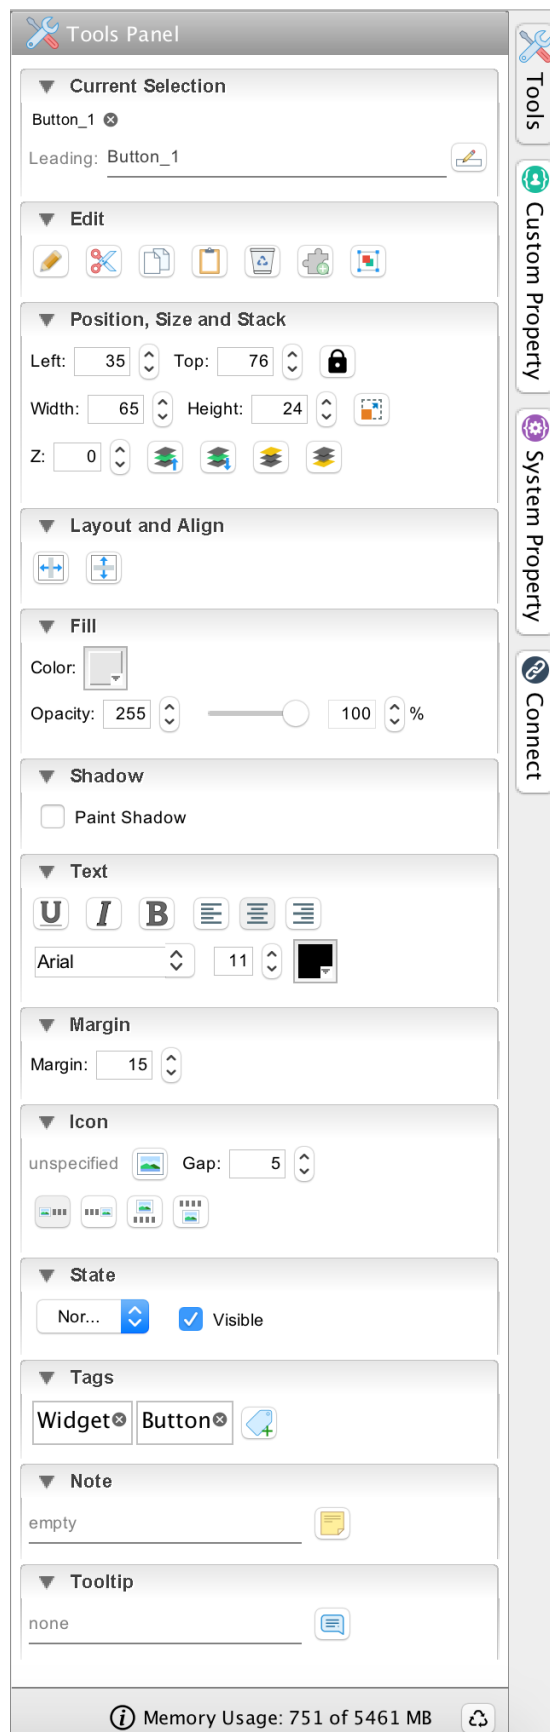 Tools Panel
Current Selection
Button_1
Leading: Button_1
Edit
Position, Size and Stack
Left: 35 Top: 76
Width: 65 Height: 24
Z: 0
Layout and Align
Fill
Color:
Opacity: 255 100 %
Shadow
Paint Shadow
Text
U I B
Arial 11
Margin
Margin: 15
Icon
unspecified Gap: 5
State
Nor... Visible
Tags
Widget Button
Note
empty
Tooltip
none
Memory Usage: 751 of 5461 MB
Tools
Custom Property
System Property
Connect